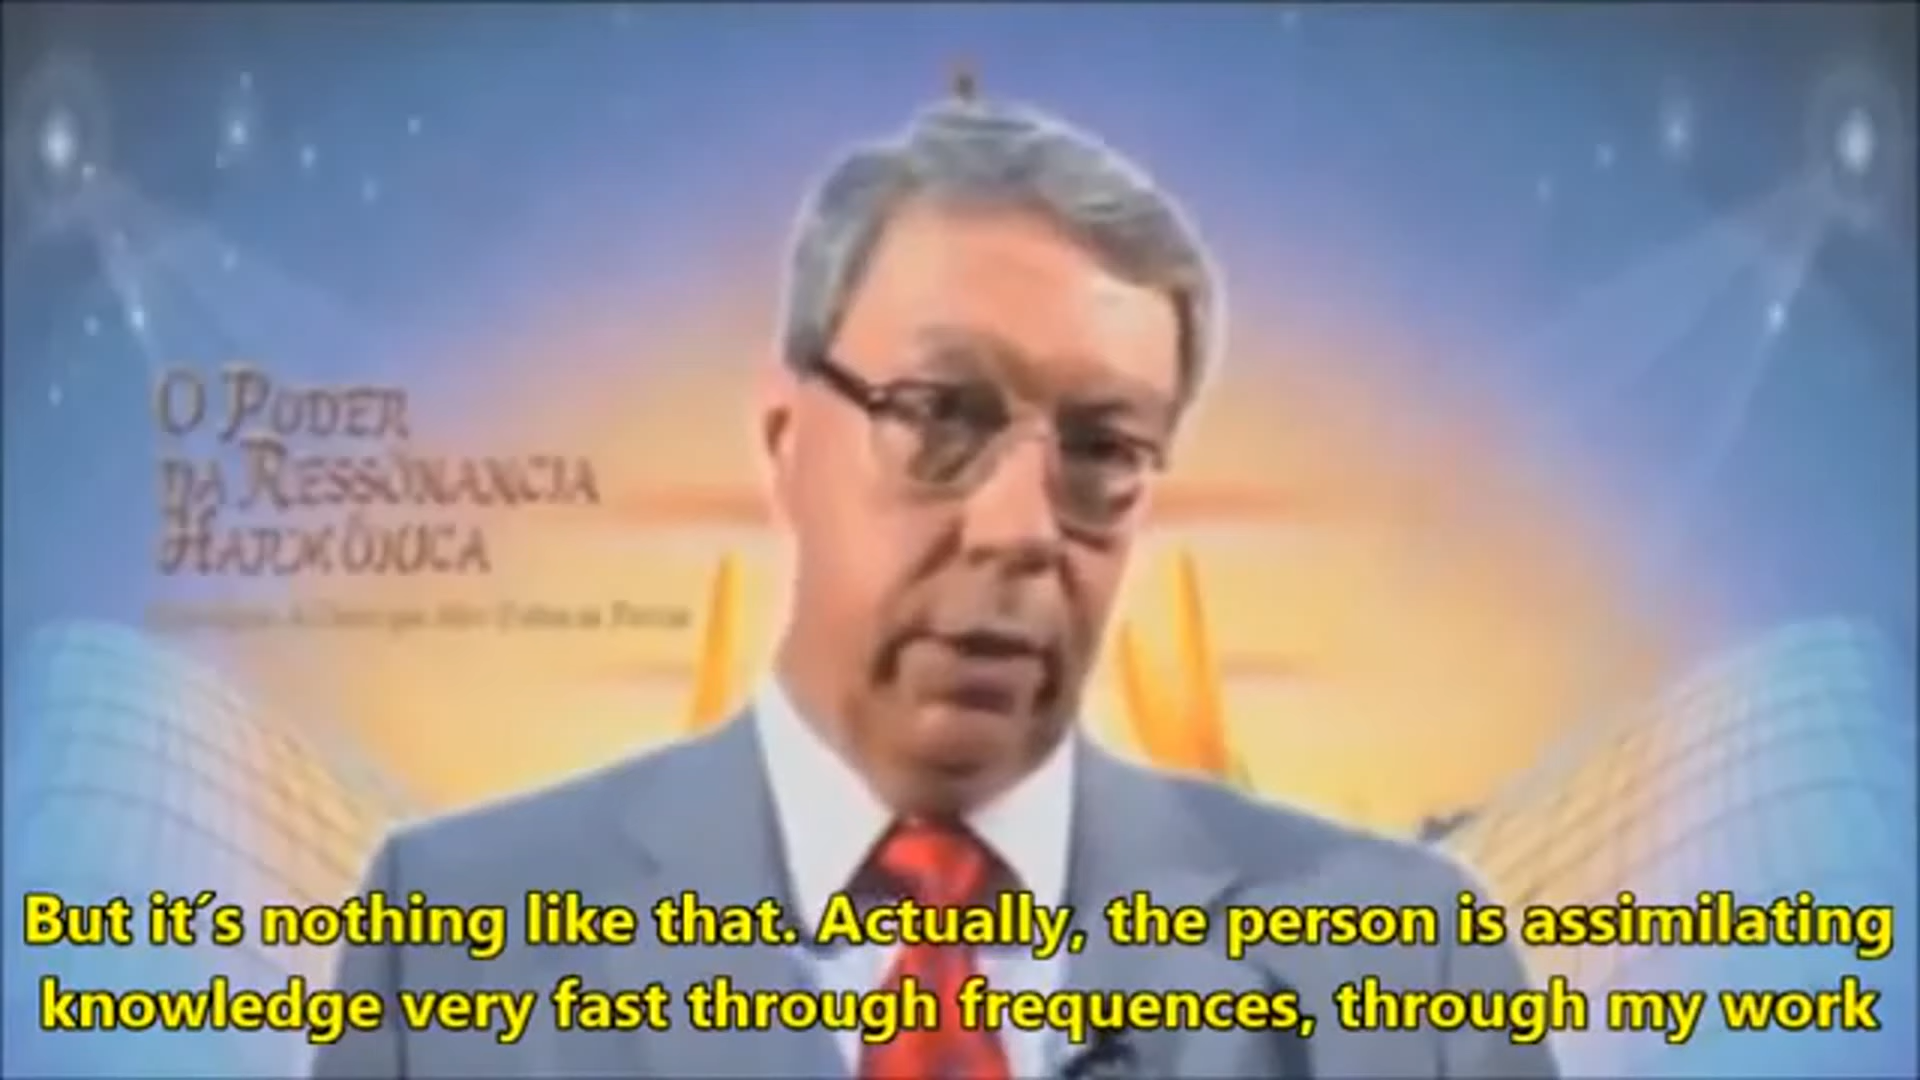 O PODER
DA RESSONANCIA
HARMÔNICA
But it´s nothing like that. Actually, the person is assimilating
knowledge very fast through frequences, through my work